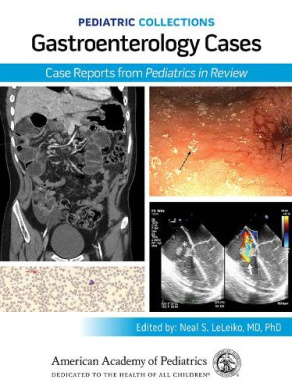 PEDIATRIC COLLECTIONS
Gastroenterology Cases
Case Reports from Pediatrics in Review
Edited by: Neal S. LeLeiko, MD, PhD
American Academy of Pediatrics
DEDICATED TO THE HEALTH OF ALL CHILDREN®